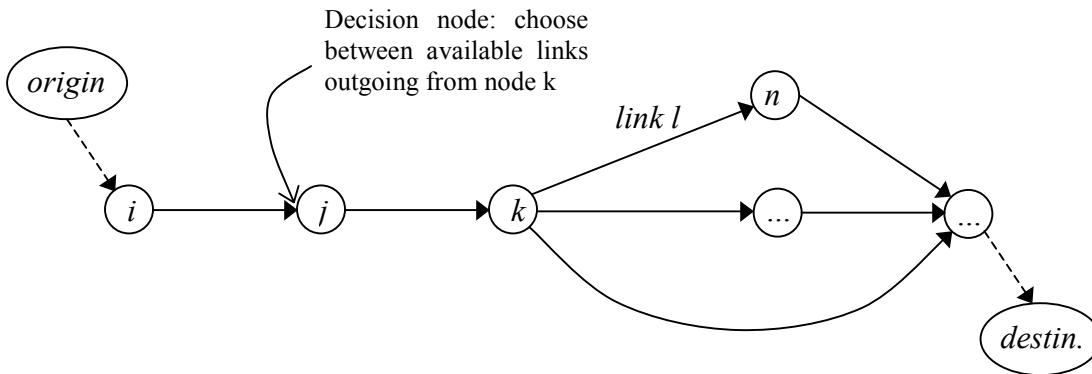 Decision node: choose
between available links
outgoing from node k
origin
n
link l
i
j
k
...
...
destin.